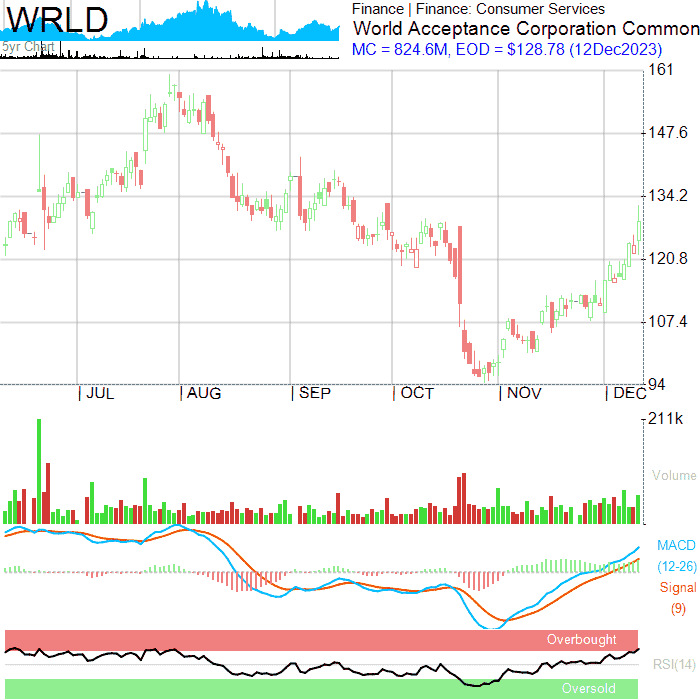 WRLD
5yr Chart
Finance | Finance: Consumer Services
World Acceptance Corporation Common
MC = 824.6M, EOD = $128.78 (12Dec2023)
161
147.6
134.2
120.8
107.4
94
JUL
AUG
SEP
OCT
NOV
DEC
211k
Volume
MACD
(12-26)
Signal
(9)
Overbought
RSI(14)
Oversold